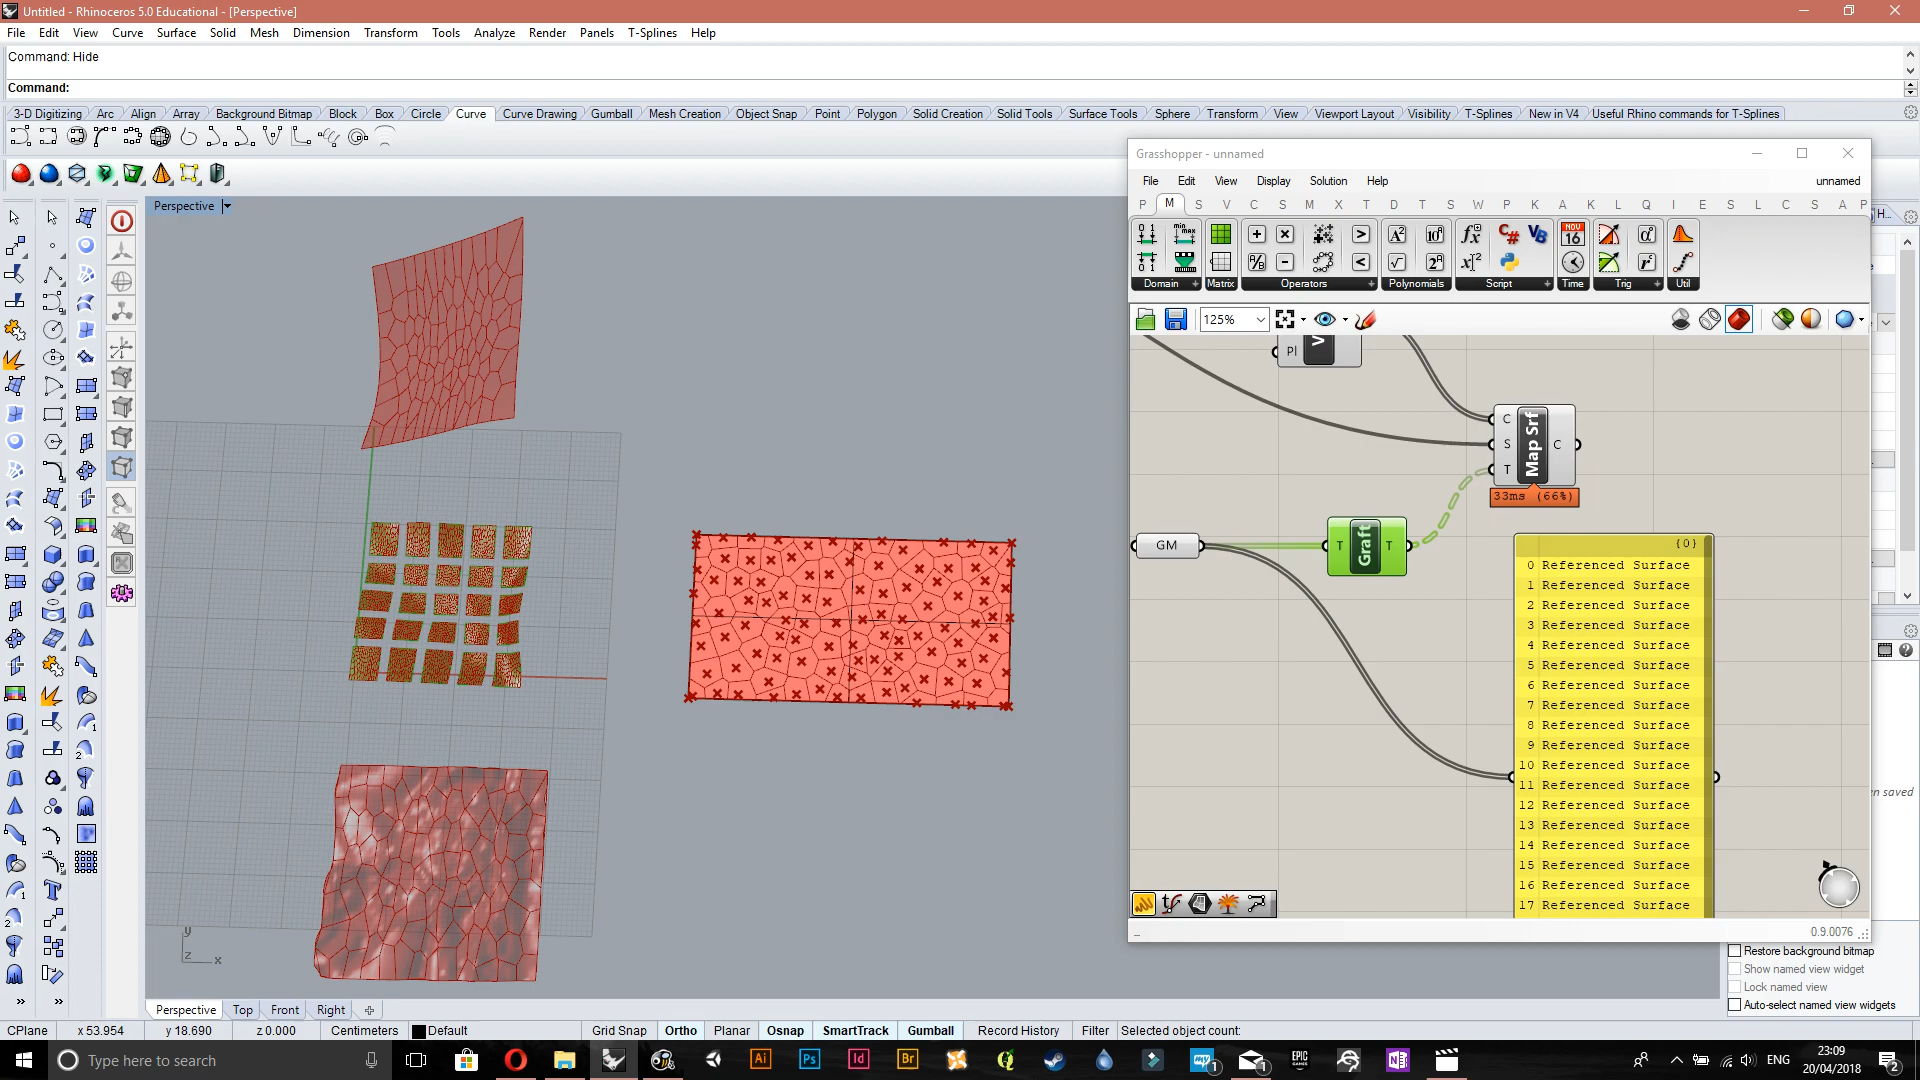 Untitled - Rhinoceros 5.0 Educational - [Perspective]
File Edit View Curve Surface Solid Mesh Dimension Transform Tools Analyze Render Panels T-Splines Help
Command: Hide
Command:
3-D Digitizing Arc Align Array Background Bitmap Block Box Circle Curve Curve Drawing Gumball Mesh Creation Object Snap Point Polygon Solid Creation Solid Tools Surface Tools Sphere Transform View Viewport Layout Visibility T-Splines New in V4 Useful Rhino commands for T-Splines
Perspective
Grasshopper - unnamed
File Edit View Display Solution Help unnamed
P M S V C S M X T D T S W P K A K L Q I E S L C S A P
Domain Matrix Operators Polynomials Script Time Trig Util
125%
Pl V
C
S Map Srf C
T
33ms (66%)
GM
T Graft T
{0}
0 Referenced Surface
1 Referenced Surface
2 Referenced Surface
3 Referenced Surface
4 Referenced Surface
5 Referenced Surface
6 Referenced Surface
7 Referenced Surface
8 Referenced Surface
9 Referenced Surface
10 Referenced Surface
11 Referenced Surface
12 Referenced Surface
13 Referenced Surface
14 Referenced Surface
15 Referenced Surface
16 Referenced Surface
17 Referenced Surface
0.9.0076
H...
en saved
Restore background bitmap
Show named view widget
Lock named view
Auto-select named view widgets
y
z x
Perspective Top Front Right
CPlane x 53.954 y 18.690 z 0.000 Centimeters Default Grid Snap Ortho Planar Osnap SmartTrack Gumball Record History Filter Selected object count:
Type here to search
ENG
23:09
20/04/2018
2